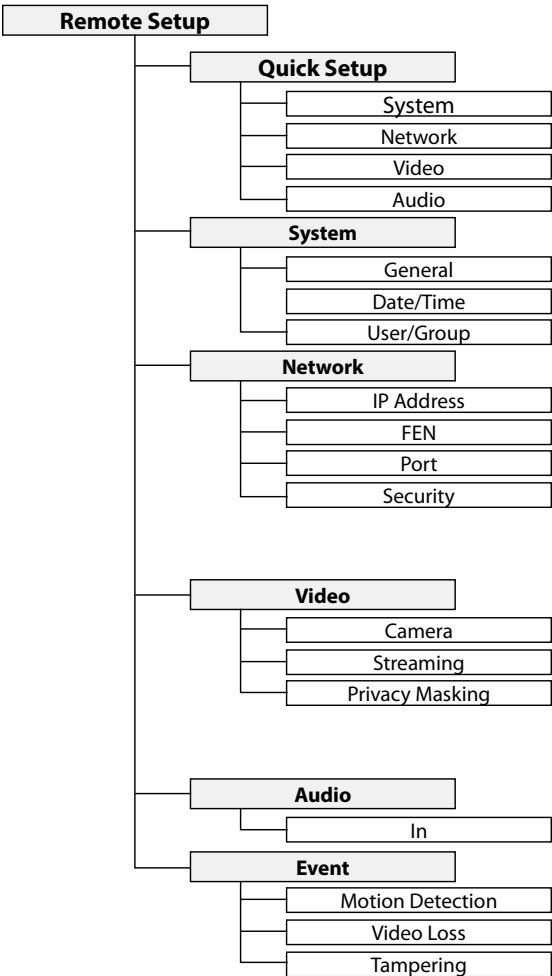 Remote Setup
Quick Setup
System
Network
Video
Audio
System
General
Date/Time
User/Group
Network
IP Address
FEN
Port
Security
Video
Camera
Streaming
Privacy Masking
Audio
In
Event
Motion Detection
Video Loss
Tampering